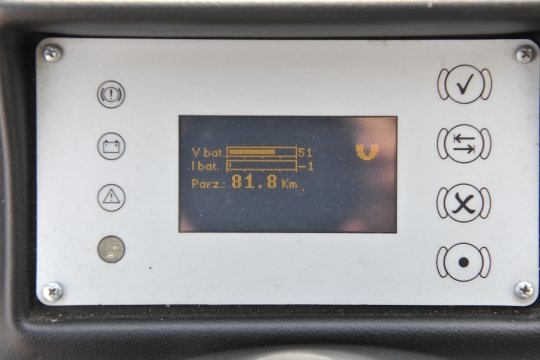 V bat. 51
I bat. -1
Parz.: 81.8 Km